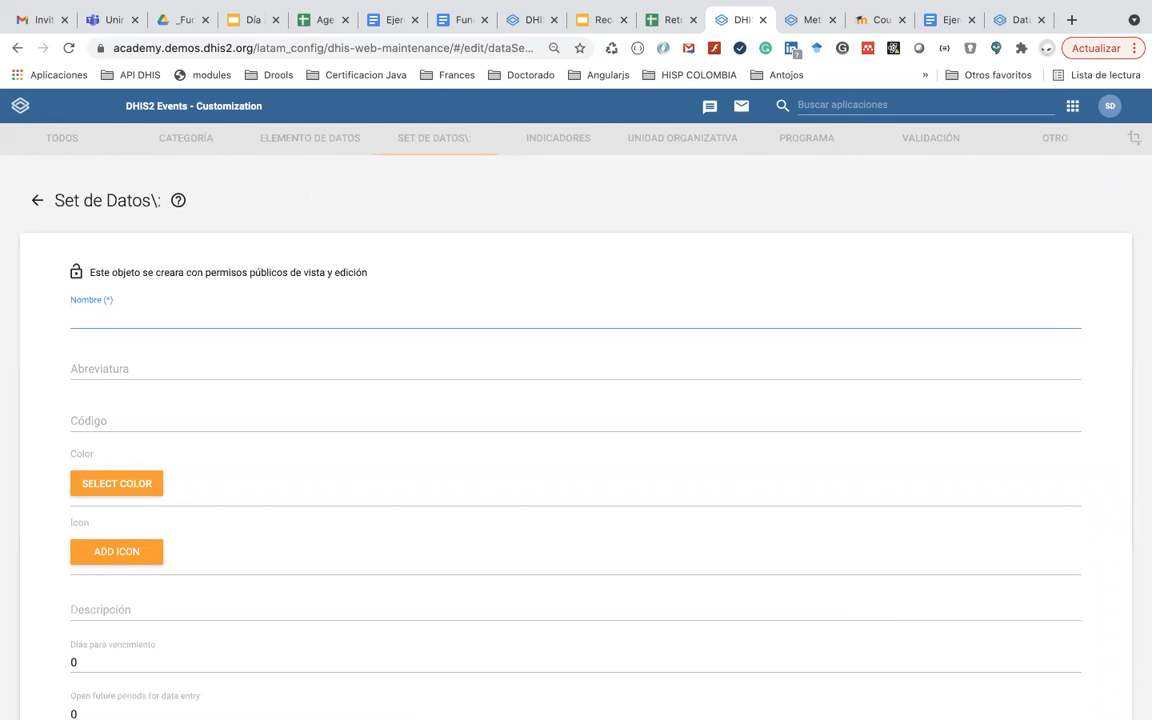 Invit
Unir
_Fur
Día
Age
Ejer
Fun
DHI
Rec
Ret
DHI
Met
Cou
Ejer
Data
Actualizar
academy.demos.dhis2.org/latam_config/dhis-web-maintenance/#/edit/dataSe...
Aplicaciones
API DHIS
modules
Drools
Certificacion Java
Frances
Doctorado
Angularjs
HISP COLOMBIA
Antojos
»
Otros favoritos
Lista de lectura
DHIS2 Events - Customization
Buscar aplicaciones
SD
TODOS
CATEGORÍA
ELEMENTO DE DATOS
SET DE DATOS\:
INDICADORES
UNIDAD ORGANIZATIVA
PROGRAMA
VALIDACIÓN
OTRO
Set de Datos\:
Este objeto se creara con permisos públicos de vista y edición
Nombre (*)
Abreviatura
Código
Color
SELECT COLOR
Icon
ADD ICON
Descripción
Días para vencimiento
0
Open future periods for data entry
0